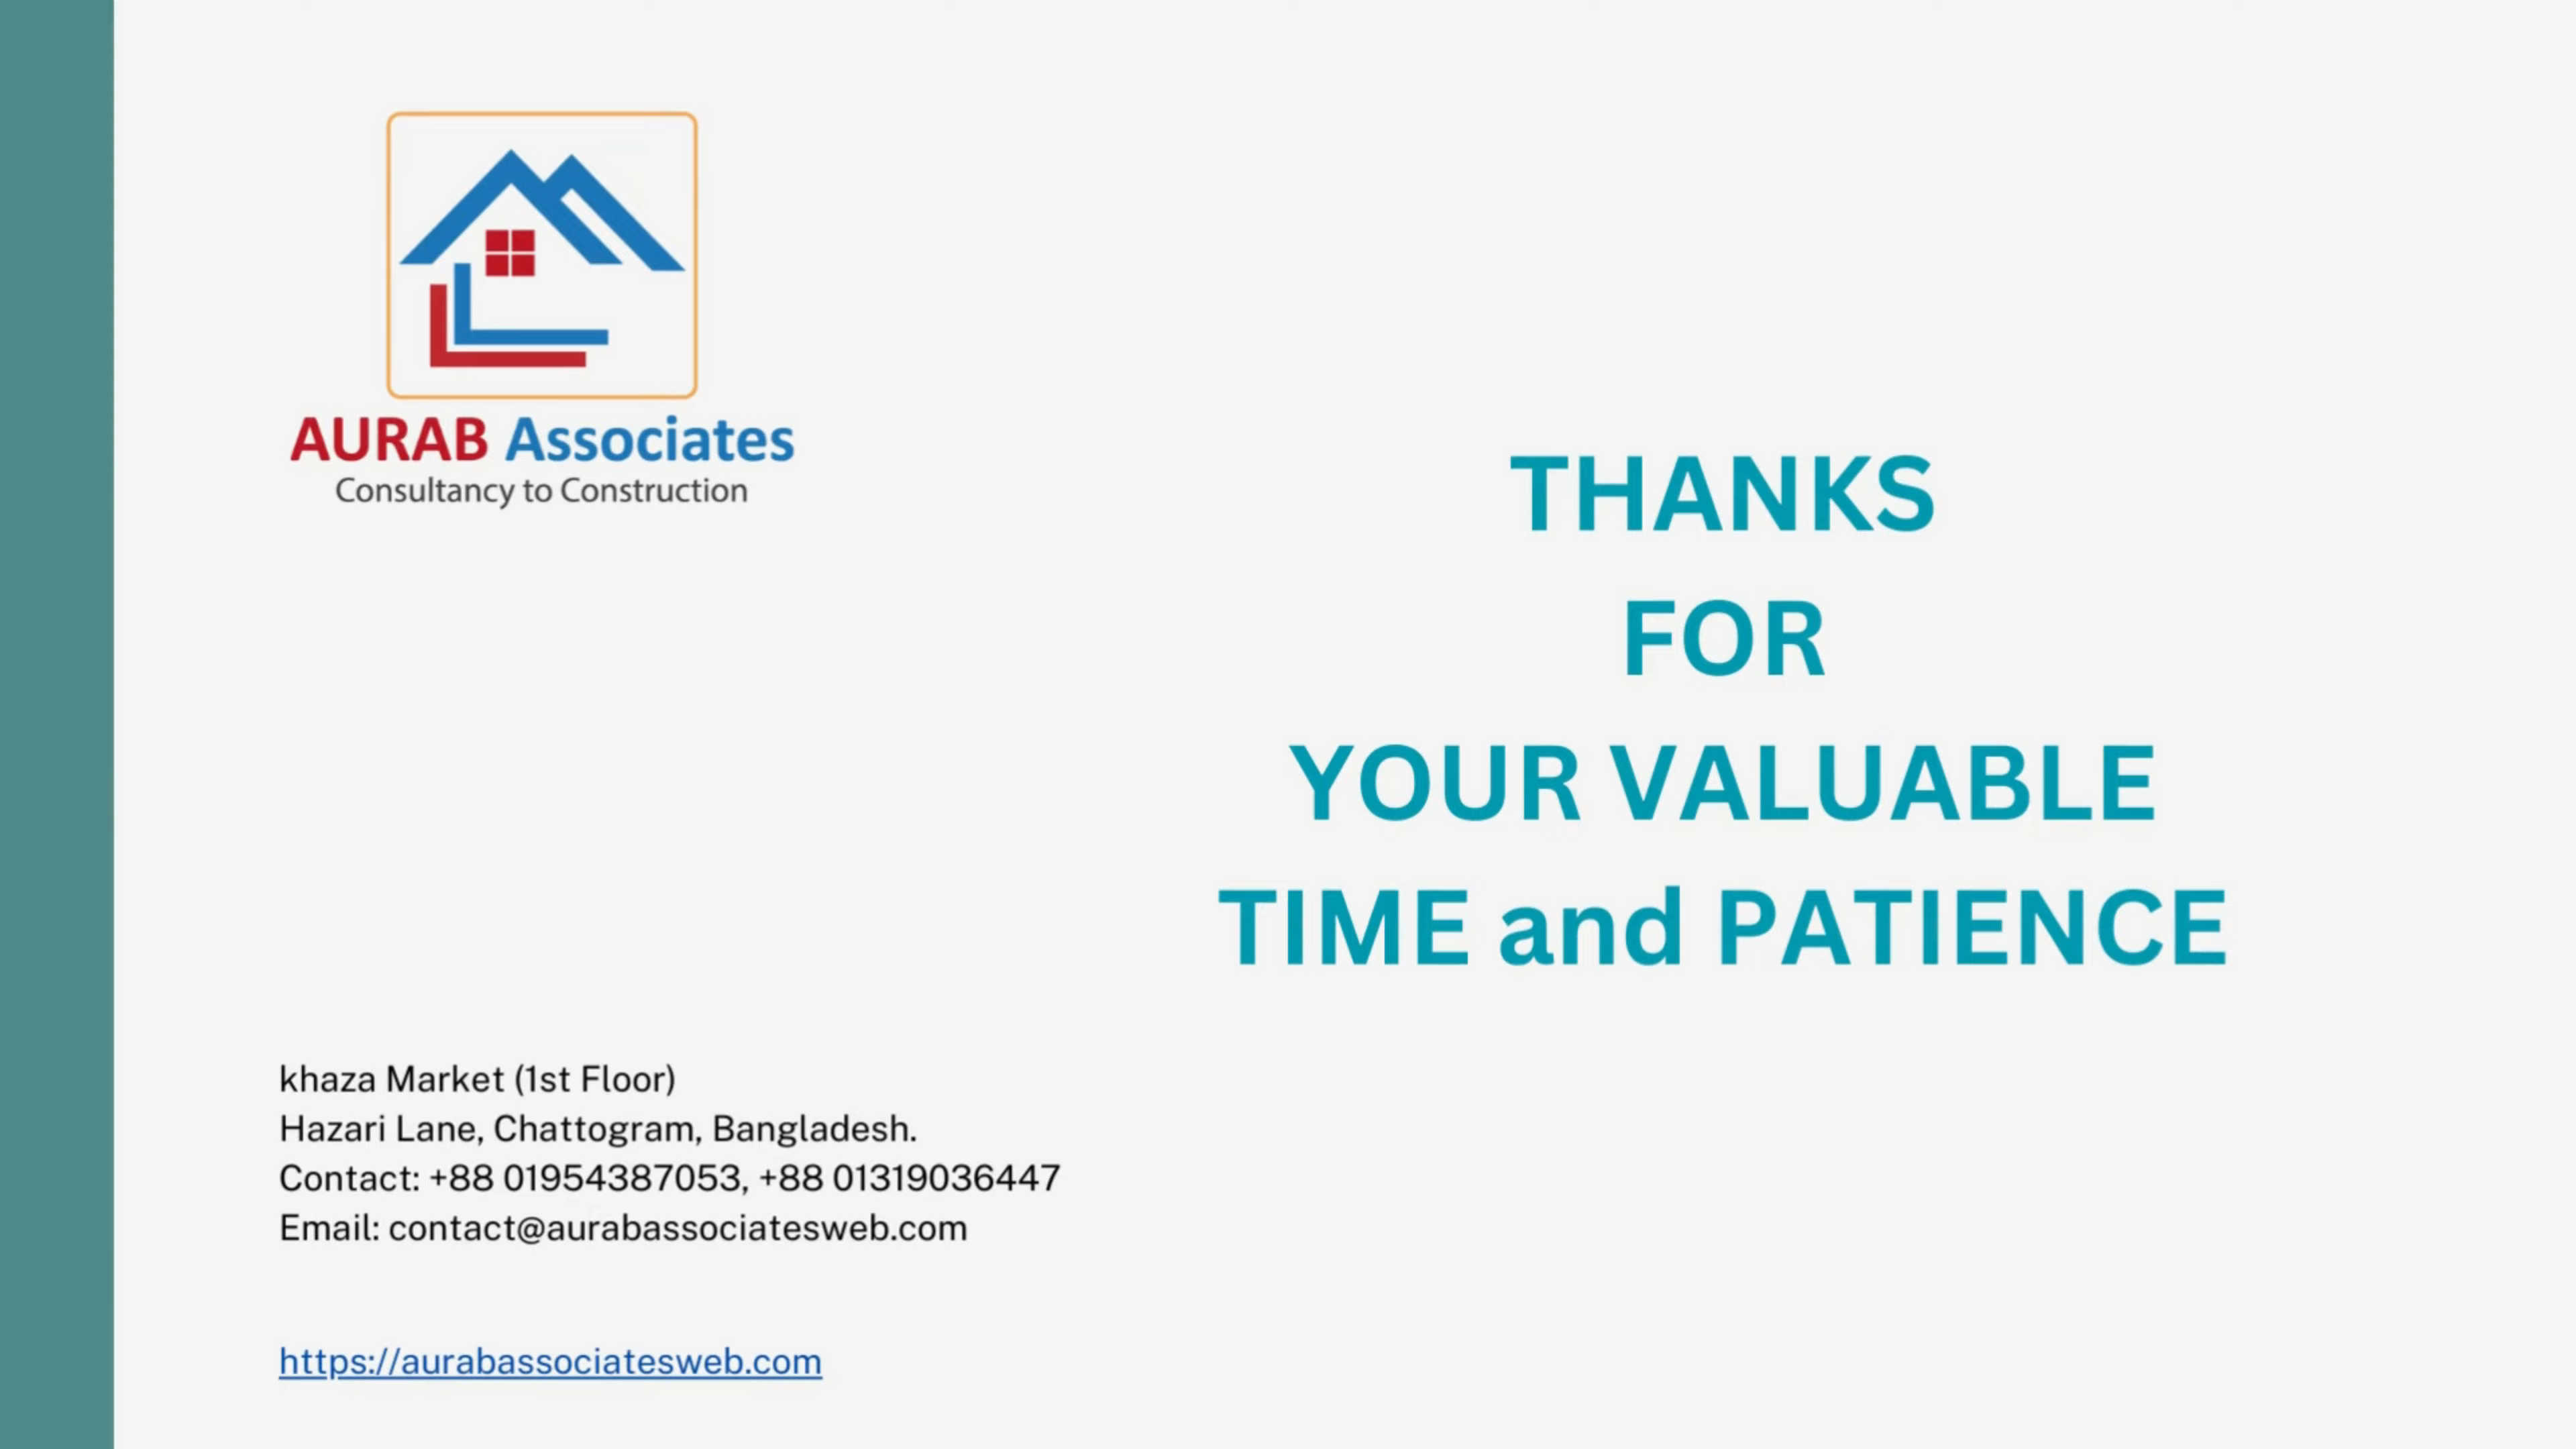 AURAB Associates
Consultancy to Construction
THANKS
FOR
YOUR VALUABLE
TIME and PATIENCE
khaza Market (1st Floor)
Hazari Lane, Chattogram, Bangladesh.
Contact: +88 01954387053, +88 01319036447
Email: contact@aurabassociatesweb.com
https://aurabassociatesweb.com